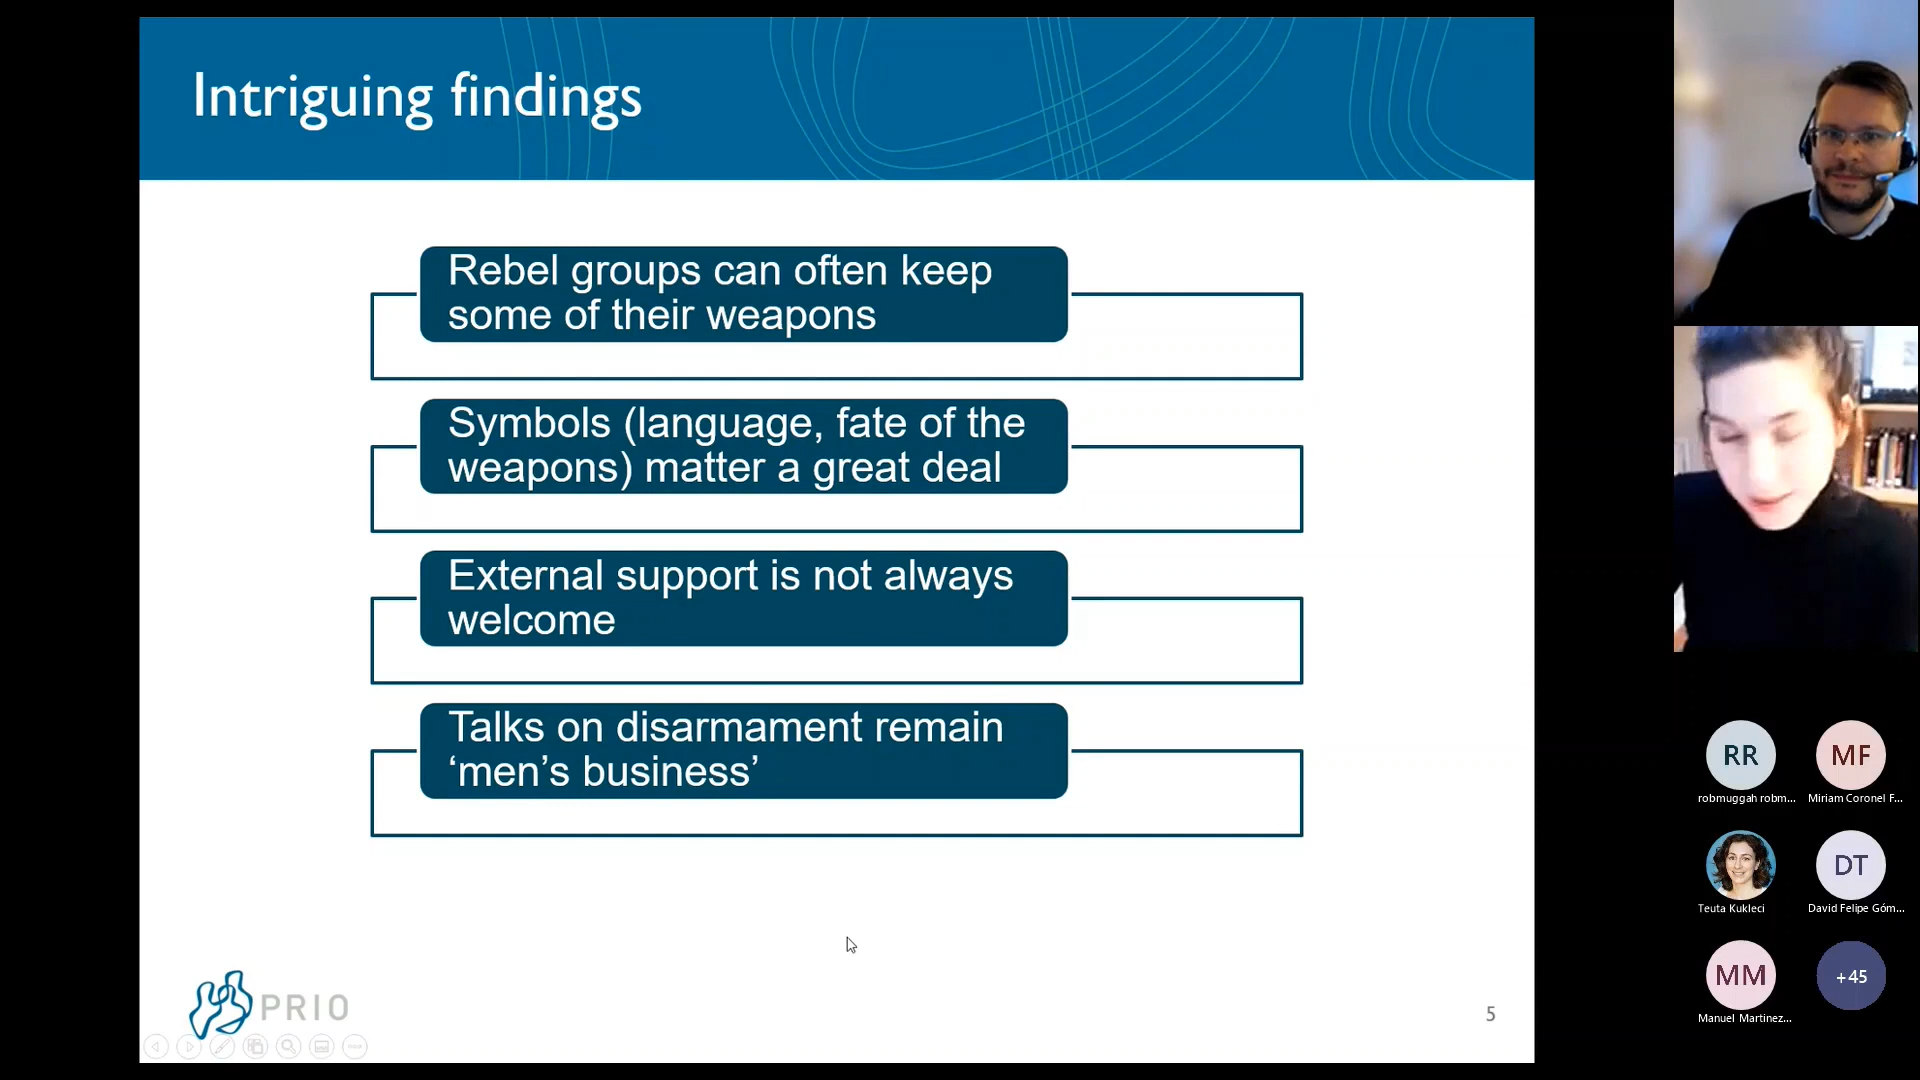 Intriguing findings
Rebel groups can often keep
some of their weapons
Symbols (language, fate of the
weapons) matter a great deal
External support is not always
welcome
Talks on disarmament remain
‘men’s business’
PRIO
5
RR
robmuggah robm...
MF
Miriam Coronel F...
Teuta Kukleci
DT
David Felipe Góm...
MM
Manuel Martinez...
+45